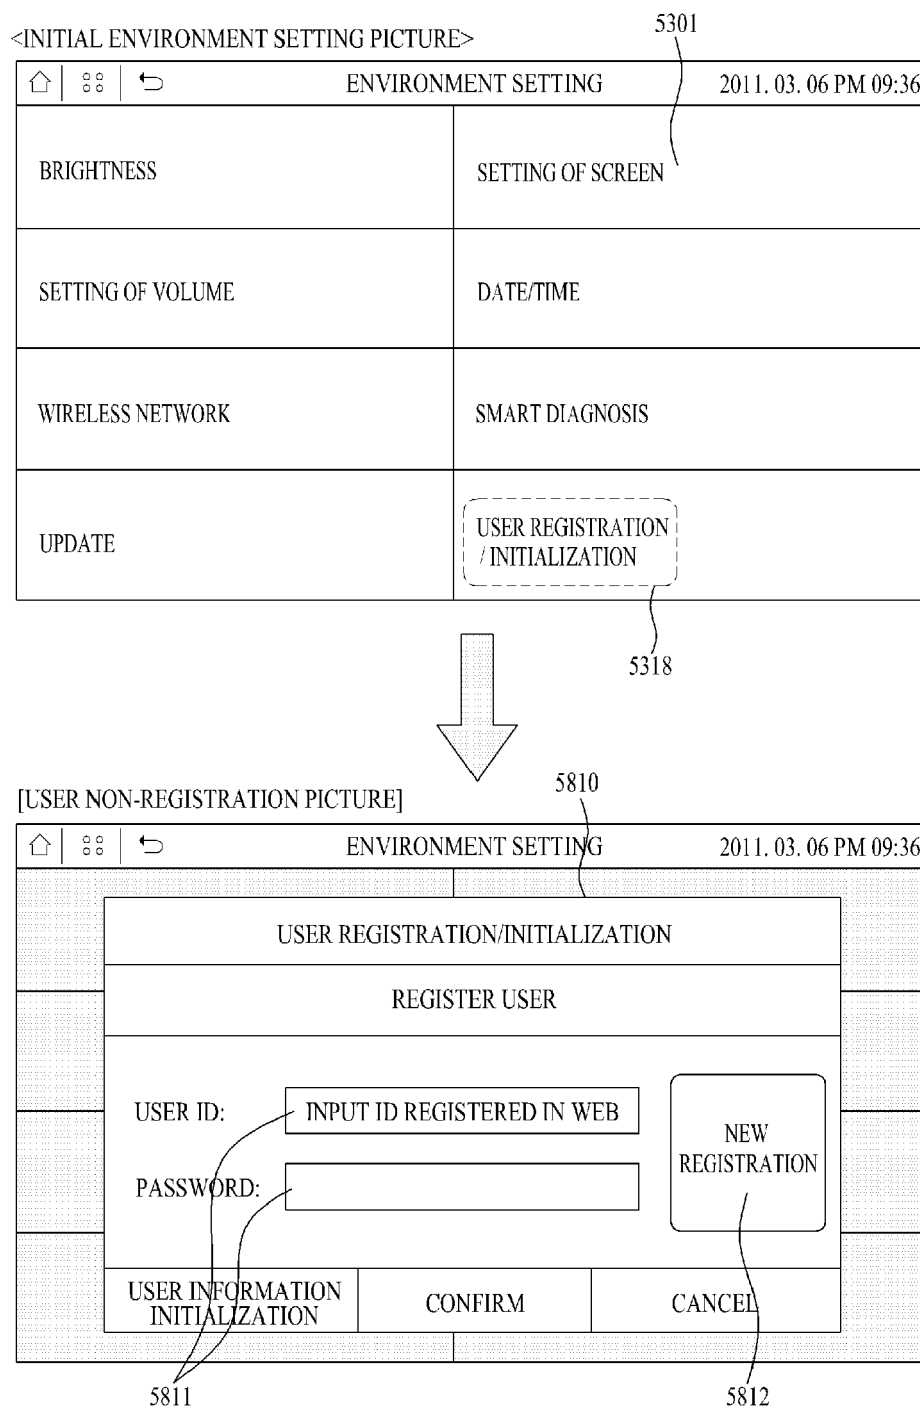 5301
<INITIAL ENVIRONMENT SETTING PICTURE>
ENVIRONMENT SETTING
2011. 03. 06 PM 09:36
BRIGHTNESS
SETTING OF SCREEN
SETTING OF VOLUME
DATE/TIME
WIRELESS NETWORK
SMART DIAGNOSIS
UPDATE
USER REGISTRATION
/ INITIALIZATION
5318
5810
[USER NON-REGISTRATION PICTURE]
ENVIRONMENT SETTING
2011. 03. 06 PM 09:36
USER REGISTRATION/INITIALIZATION
REGISTER USER
USER ID:
INPUT ID REGISTERED IN WEB
PASSWORD:
NEW
REGISTRATION
USER INFORMATION
INITIALIZATION
CONFIRM
CANCEL
5811
5812